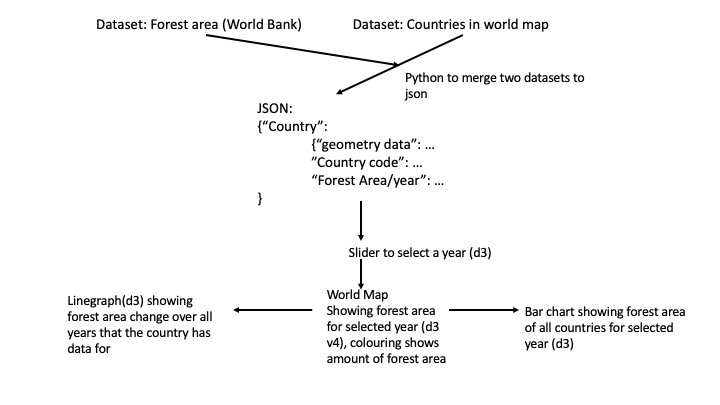 Dataset: Forest area (World Bank)
Dataset: Countries in world map
Python to merge two datasets to
json
JSON:
{“Country”:
{“geometry data”: ...
”Country code”: ...
“Forest Area/year”: ...
}
Slider to select a year (d3)
Linegraph(d3) showing
forest area change over all
years that the country has
data for
World Map
Showing forest area
for selected year (d3
v4), colouring shows
amount of forest area
Bar chart showing forest area
of all countries for selected
year (d3)